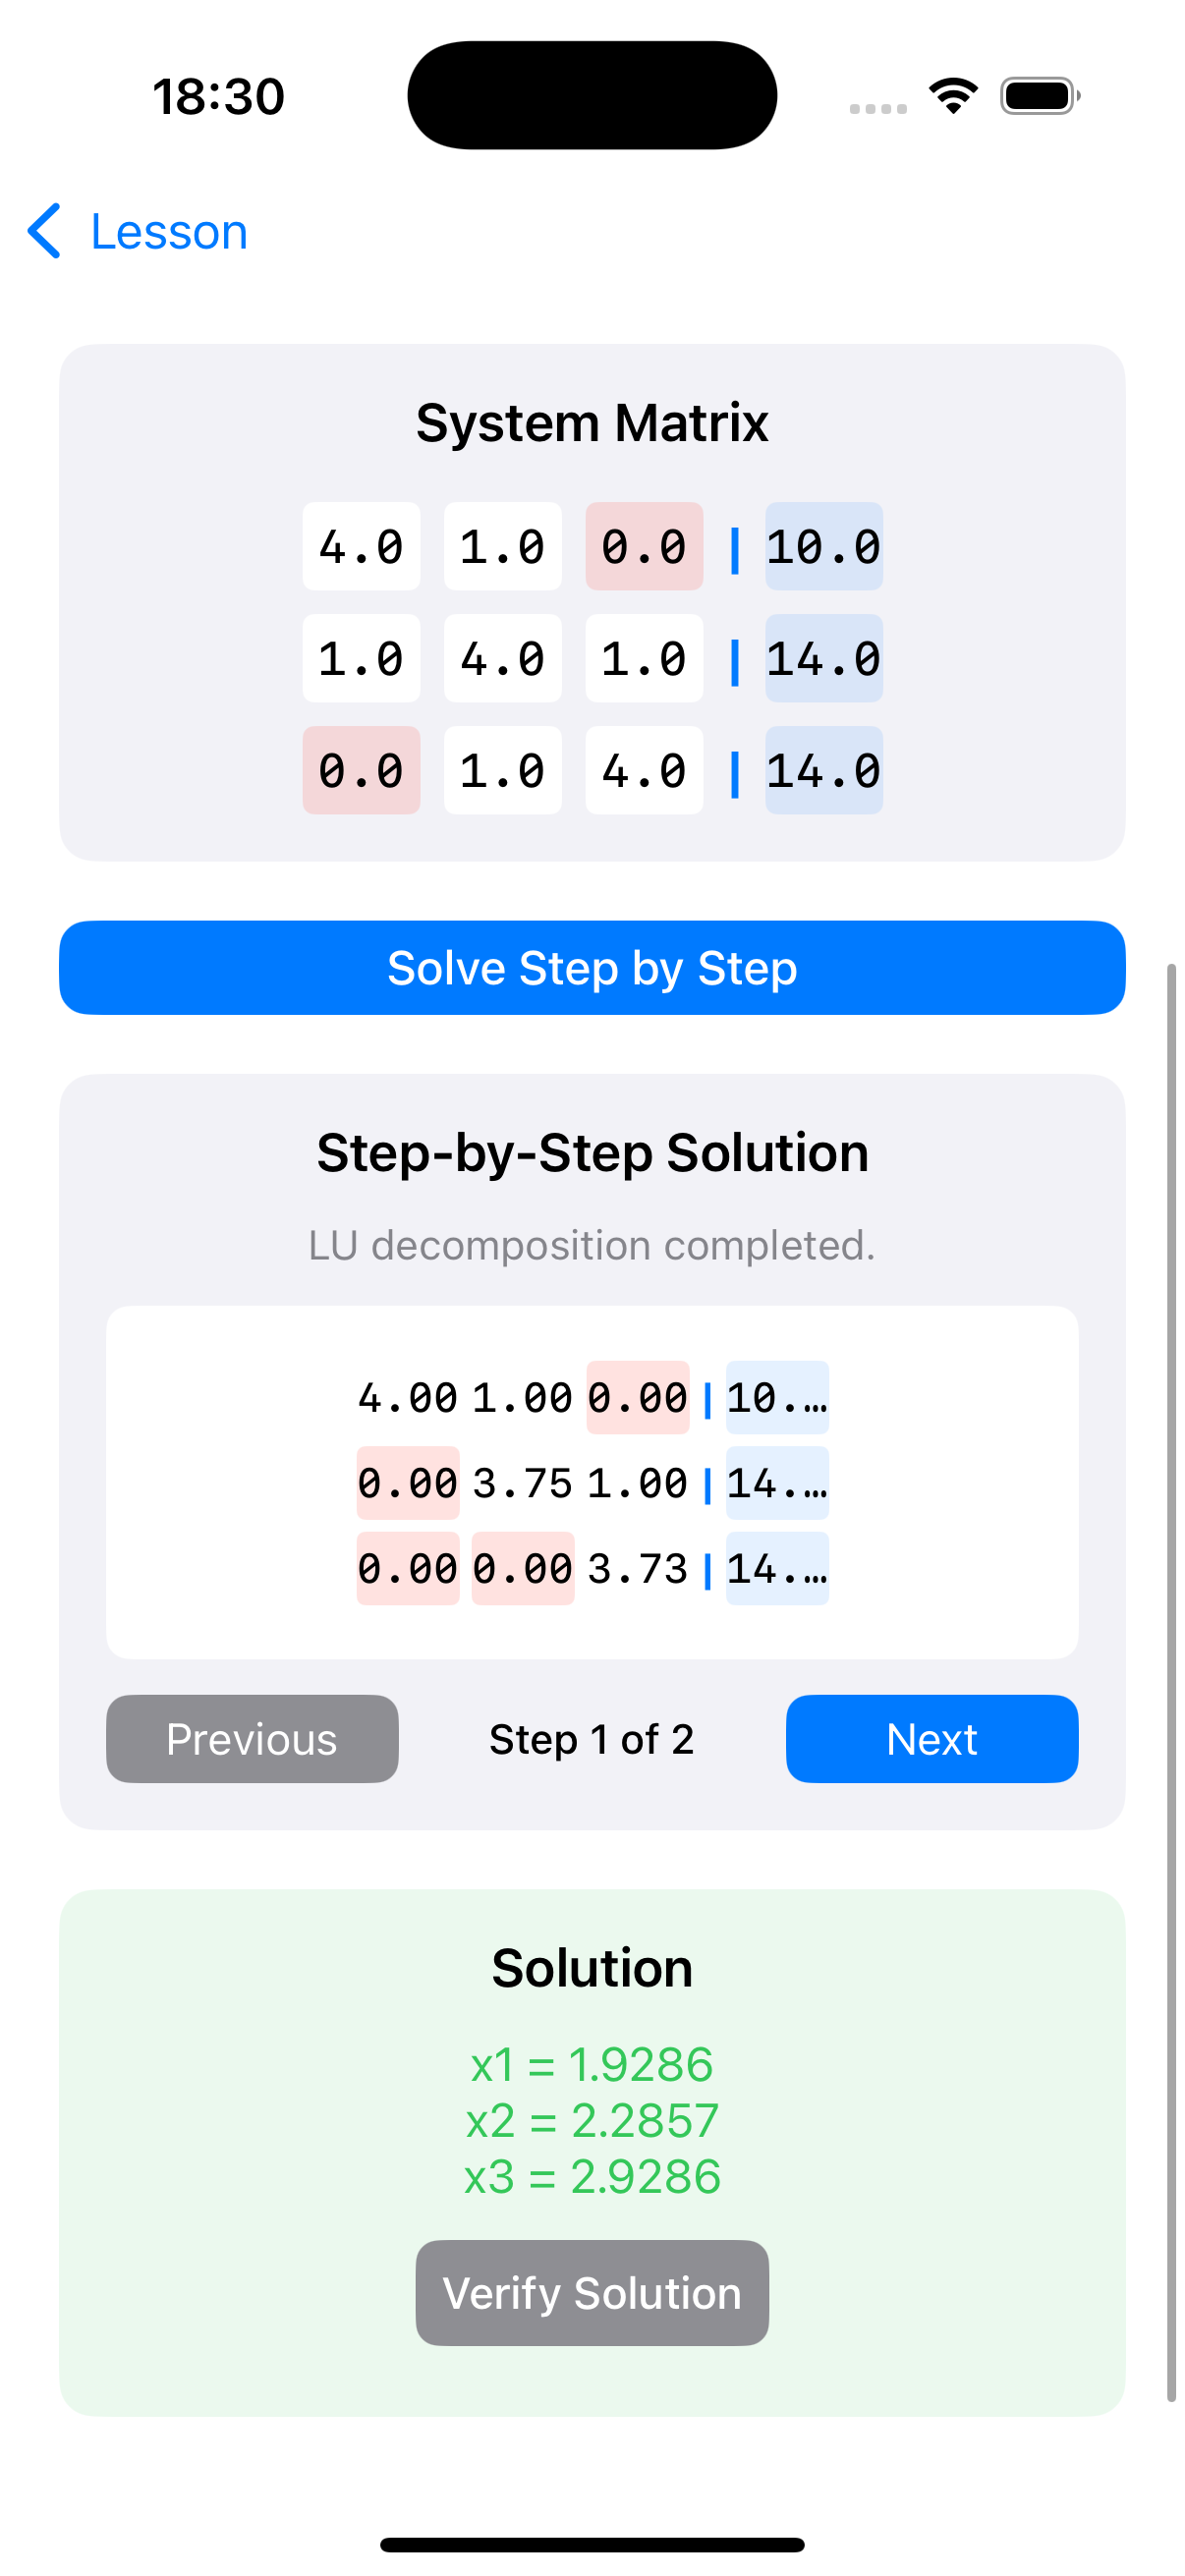 18:30
Lesson
System Matrix
4.0 1.0 0.0 | 10.0
1.0 4.0 1.0 | 14.0
0.0 1.0 4.0 | 14.0
Solve Step by Step
Step-by-Step Solution
LU decomposition completed.
4.00 1.00 0.00 | 10.…
0.00 3.75 1.00 | 14.…
0.00 0.00 3.73 | 14.…
Previous
Step 1 of 2
Next
Solution
x1 = 1.9286
x2 = 2.2857
x3 = 2.9286
Verify Solution